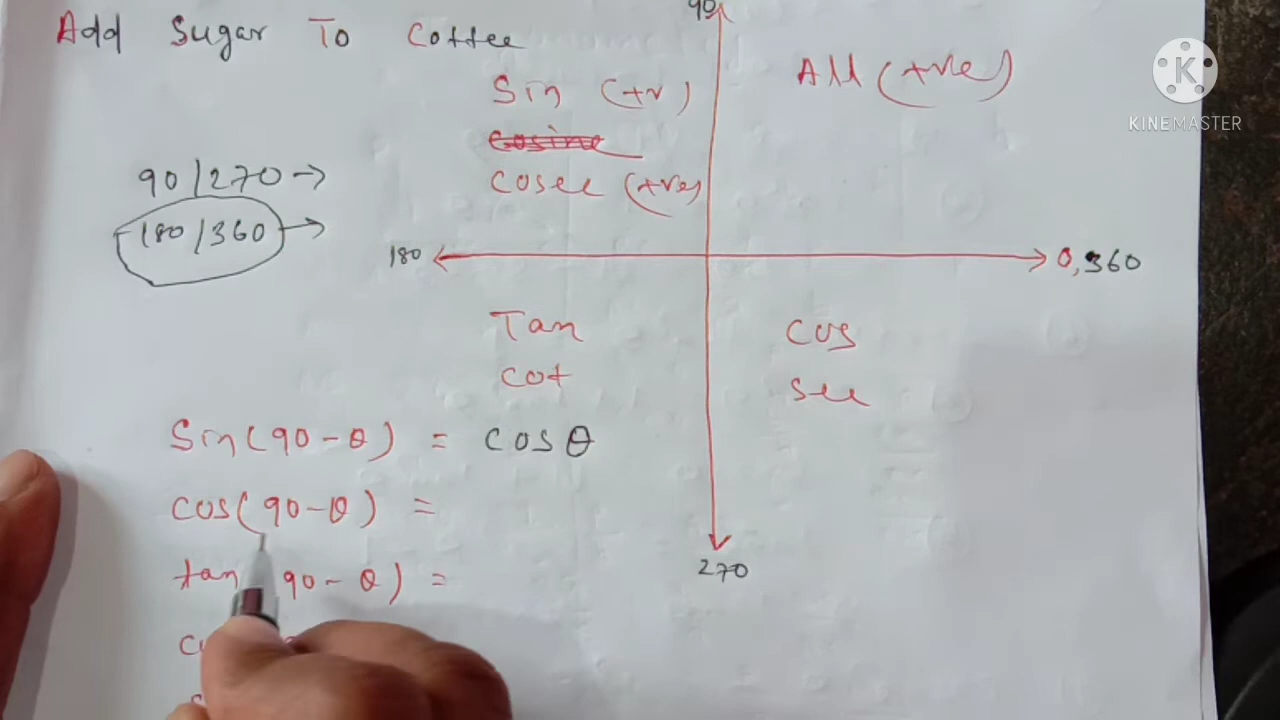 Add Sugar To Coffee
90
All (+ve)
Sin (+v)
Cosine
Cosec (+ve)
KINEMASTER
90/270 →
180/360 →
180
0,360
Tan
Cot
Cos
Sec
Sin(90-θ) = Cosθ
Cos(90-θ) =
tan 90-θ) =
270